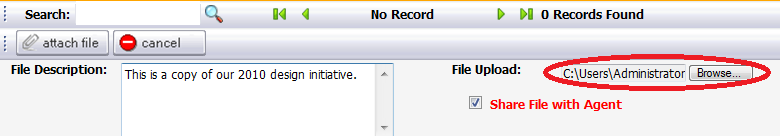 Search: No Record 0 Records Found
attach file cancel
File Description: This is a copy of our 2010 design initiative. File Upload: C:\Users\Administrator Browse...
Share File with Agent